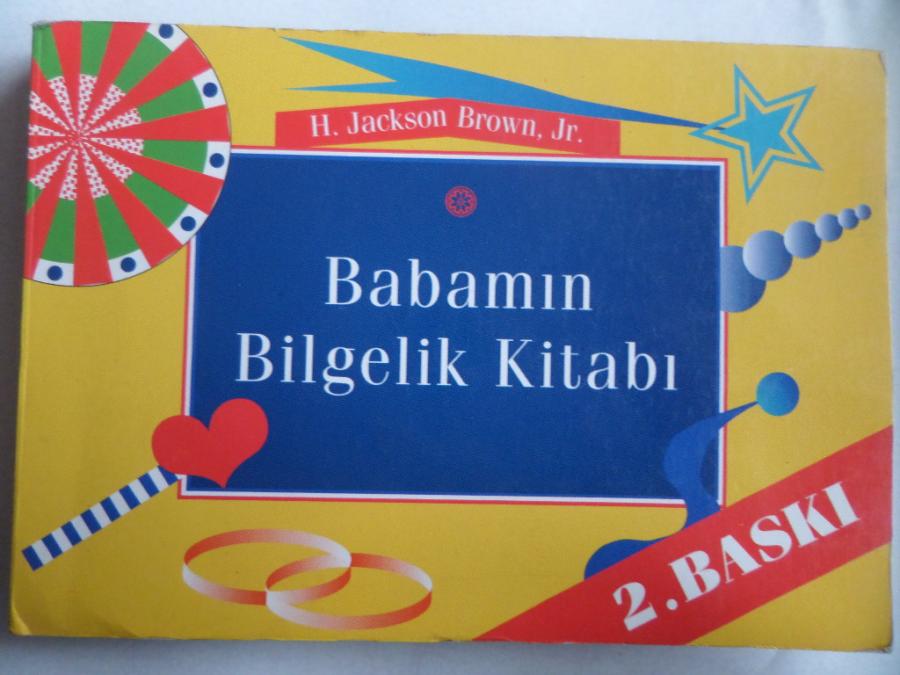 H. Jackson Brown, Jr.
Babamın
Bilgelik Kitabı
2.BASKI